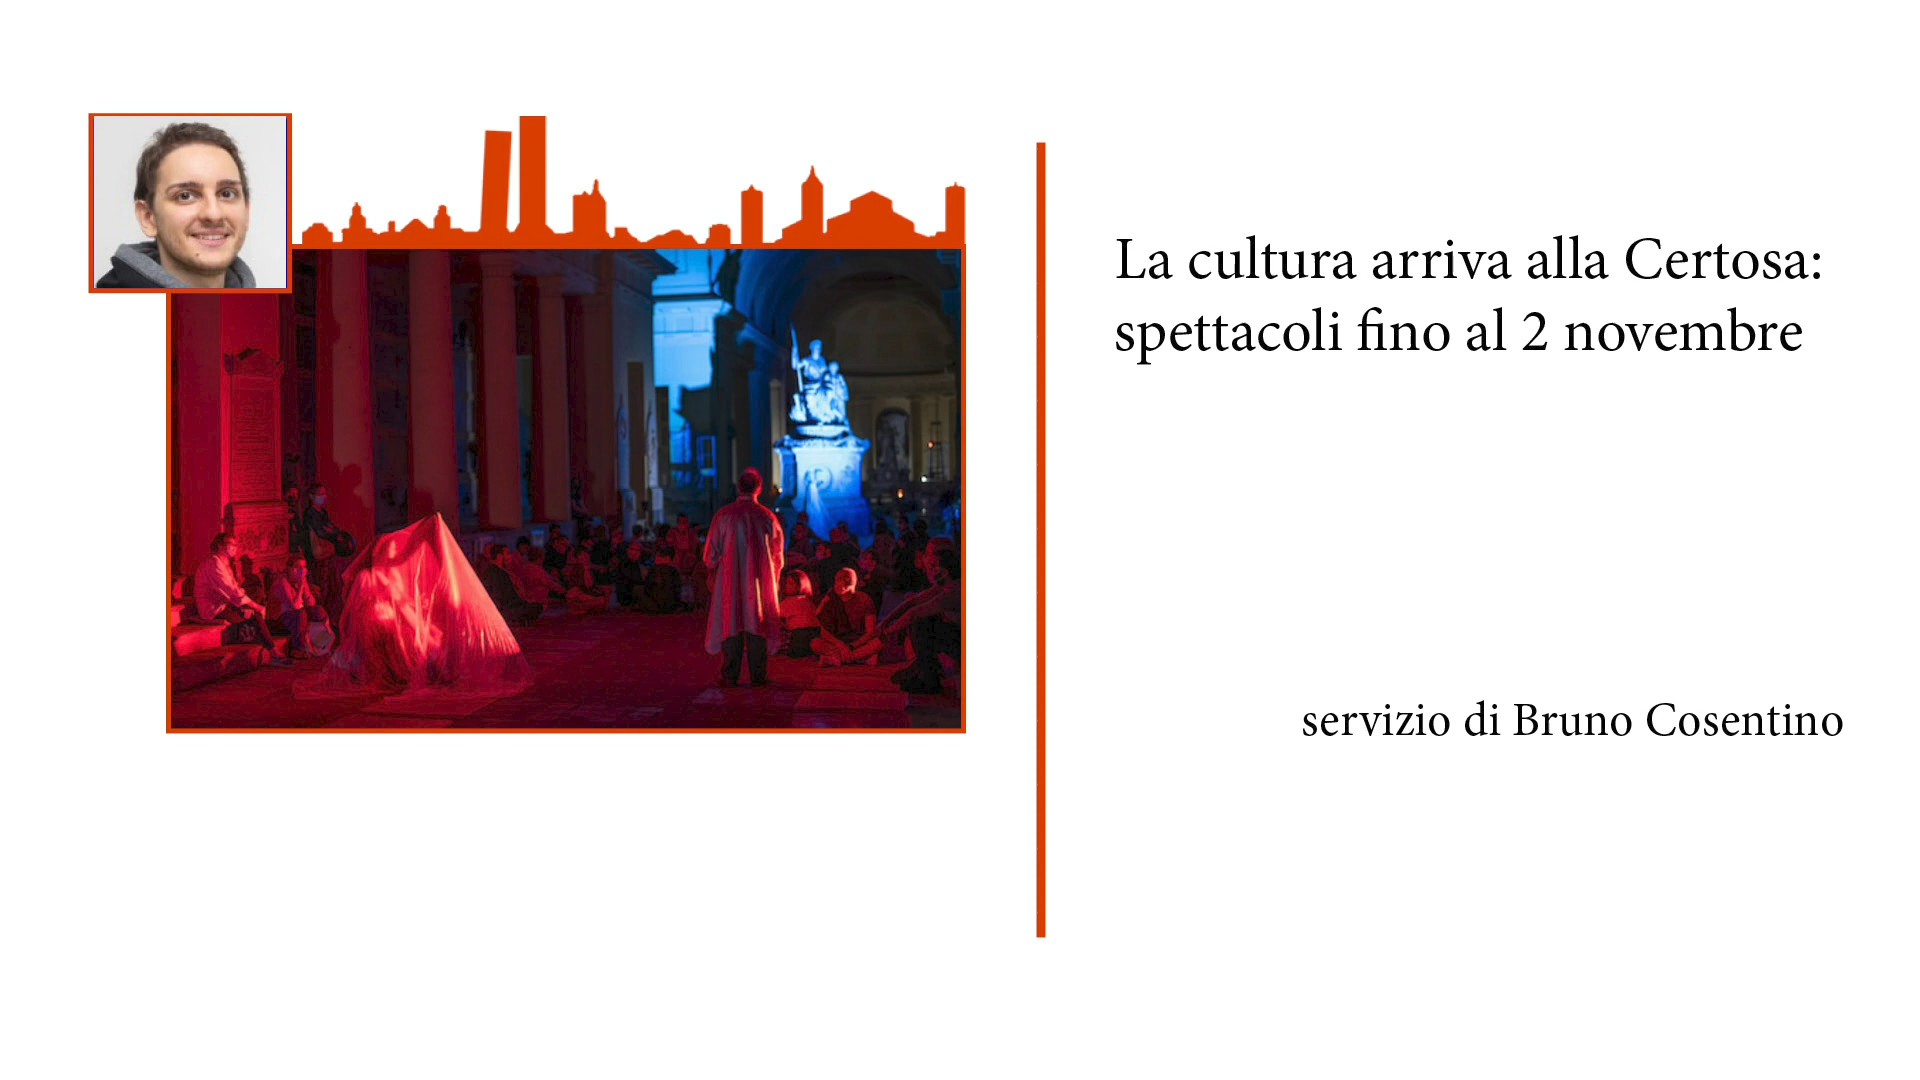 La cultura arriva alla Certosa:
spettacoli fino al 2 novembre
servizio di Bruno Cosentino